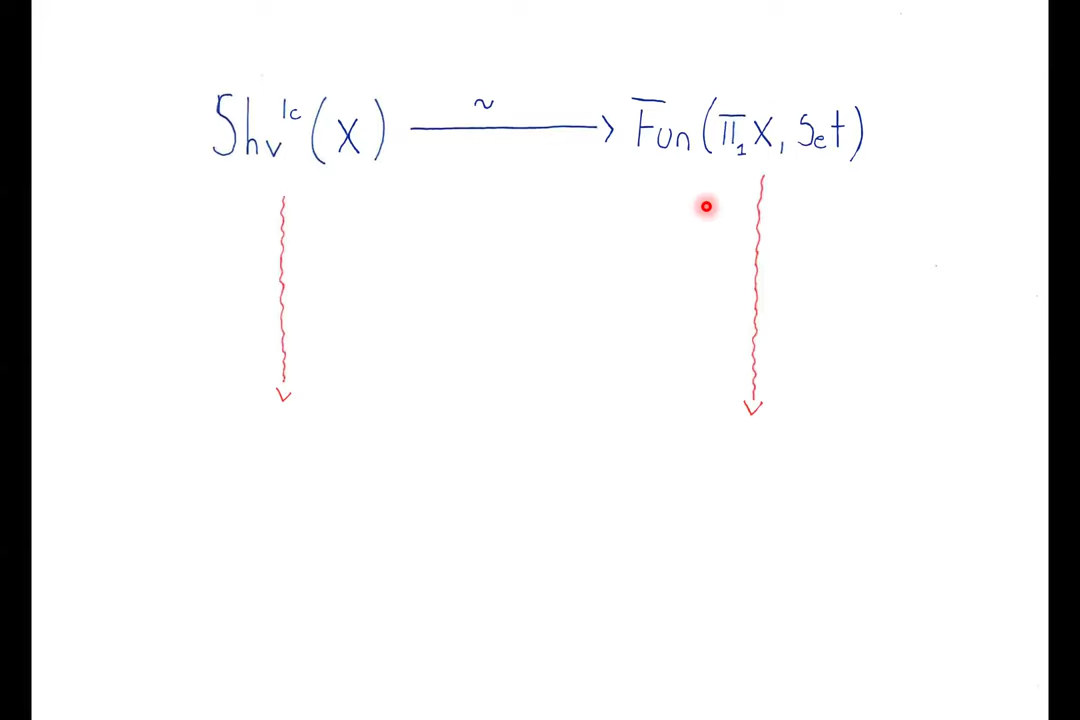 Shv^lc(X) ⟶~ Fun(Π₁X, Set)